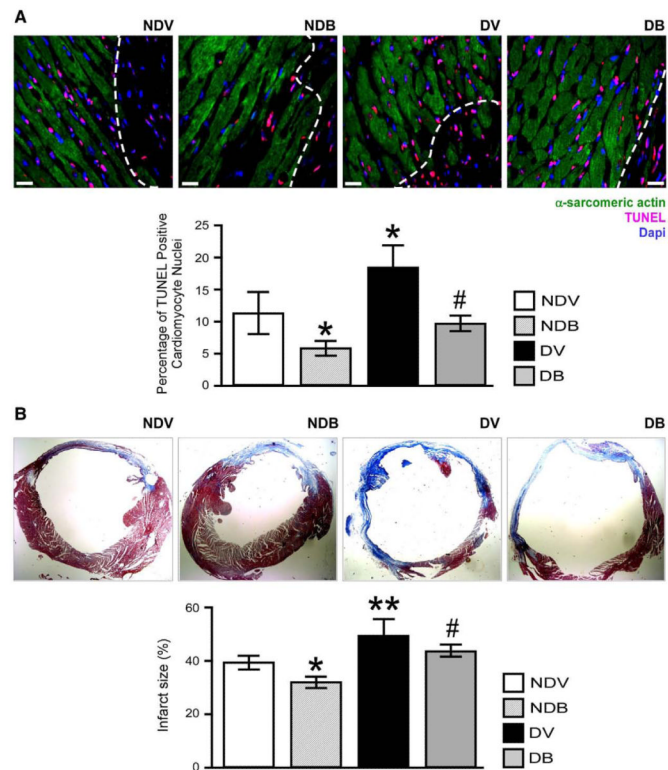 A
NDV NDB DV DB
α-sarcomeric actin
TUNEL
Dapi
Percentage of TUNEL Positive
Cardiomyocyte Nuclei
25
20
15
10
5
0
*
*
#
NDV
NDB
DV
DB
B
NDV NDB DV DB
Infarct size (%)
60
40
20
0
*
**
#
NDV
NDB
DV
DB